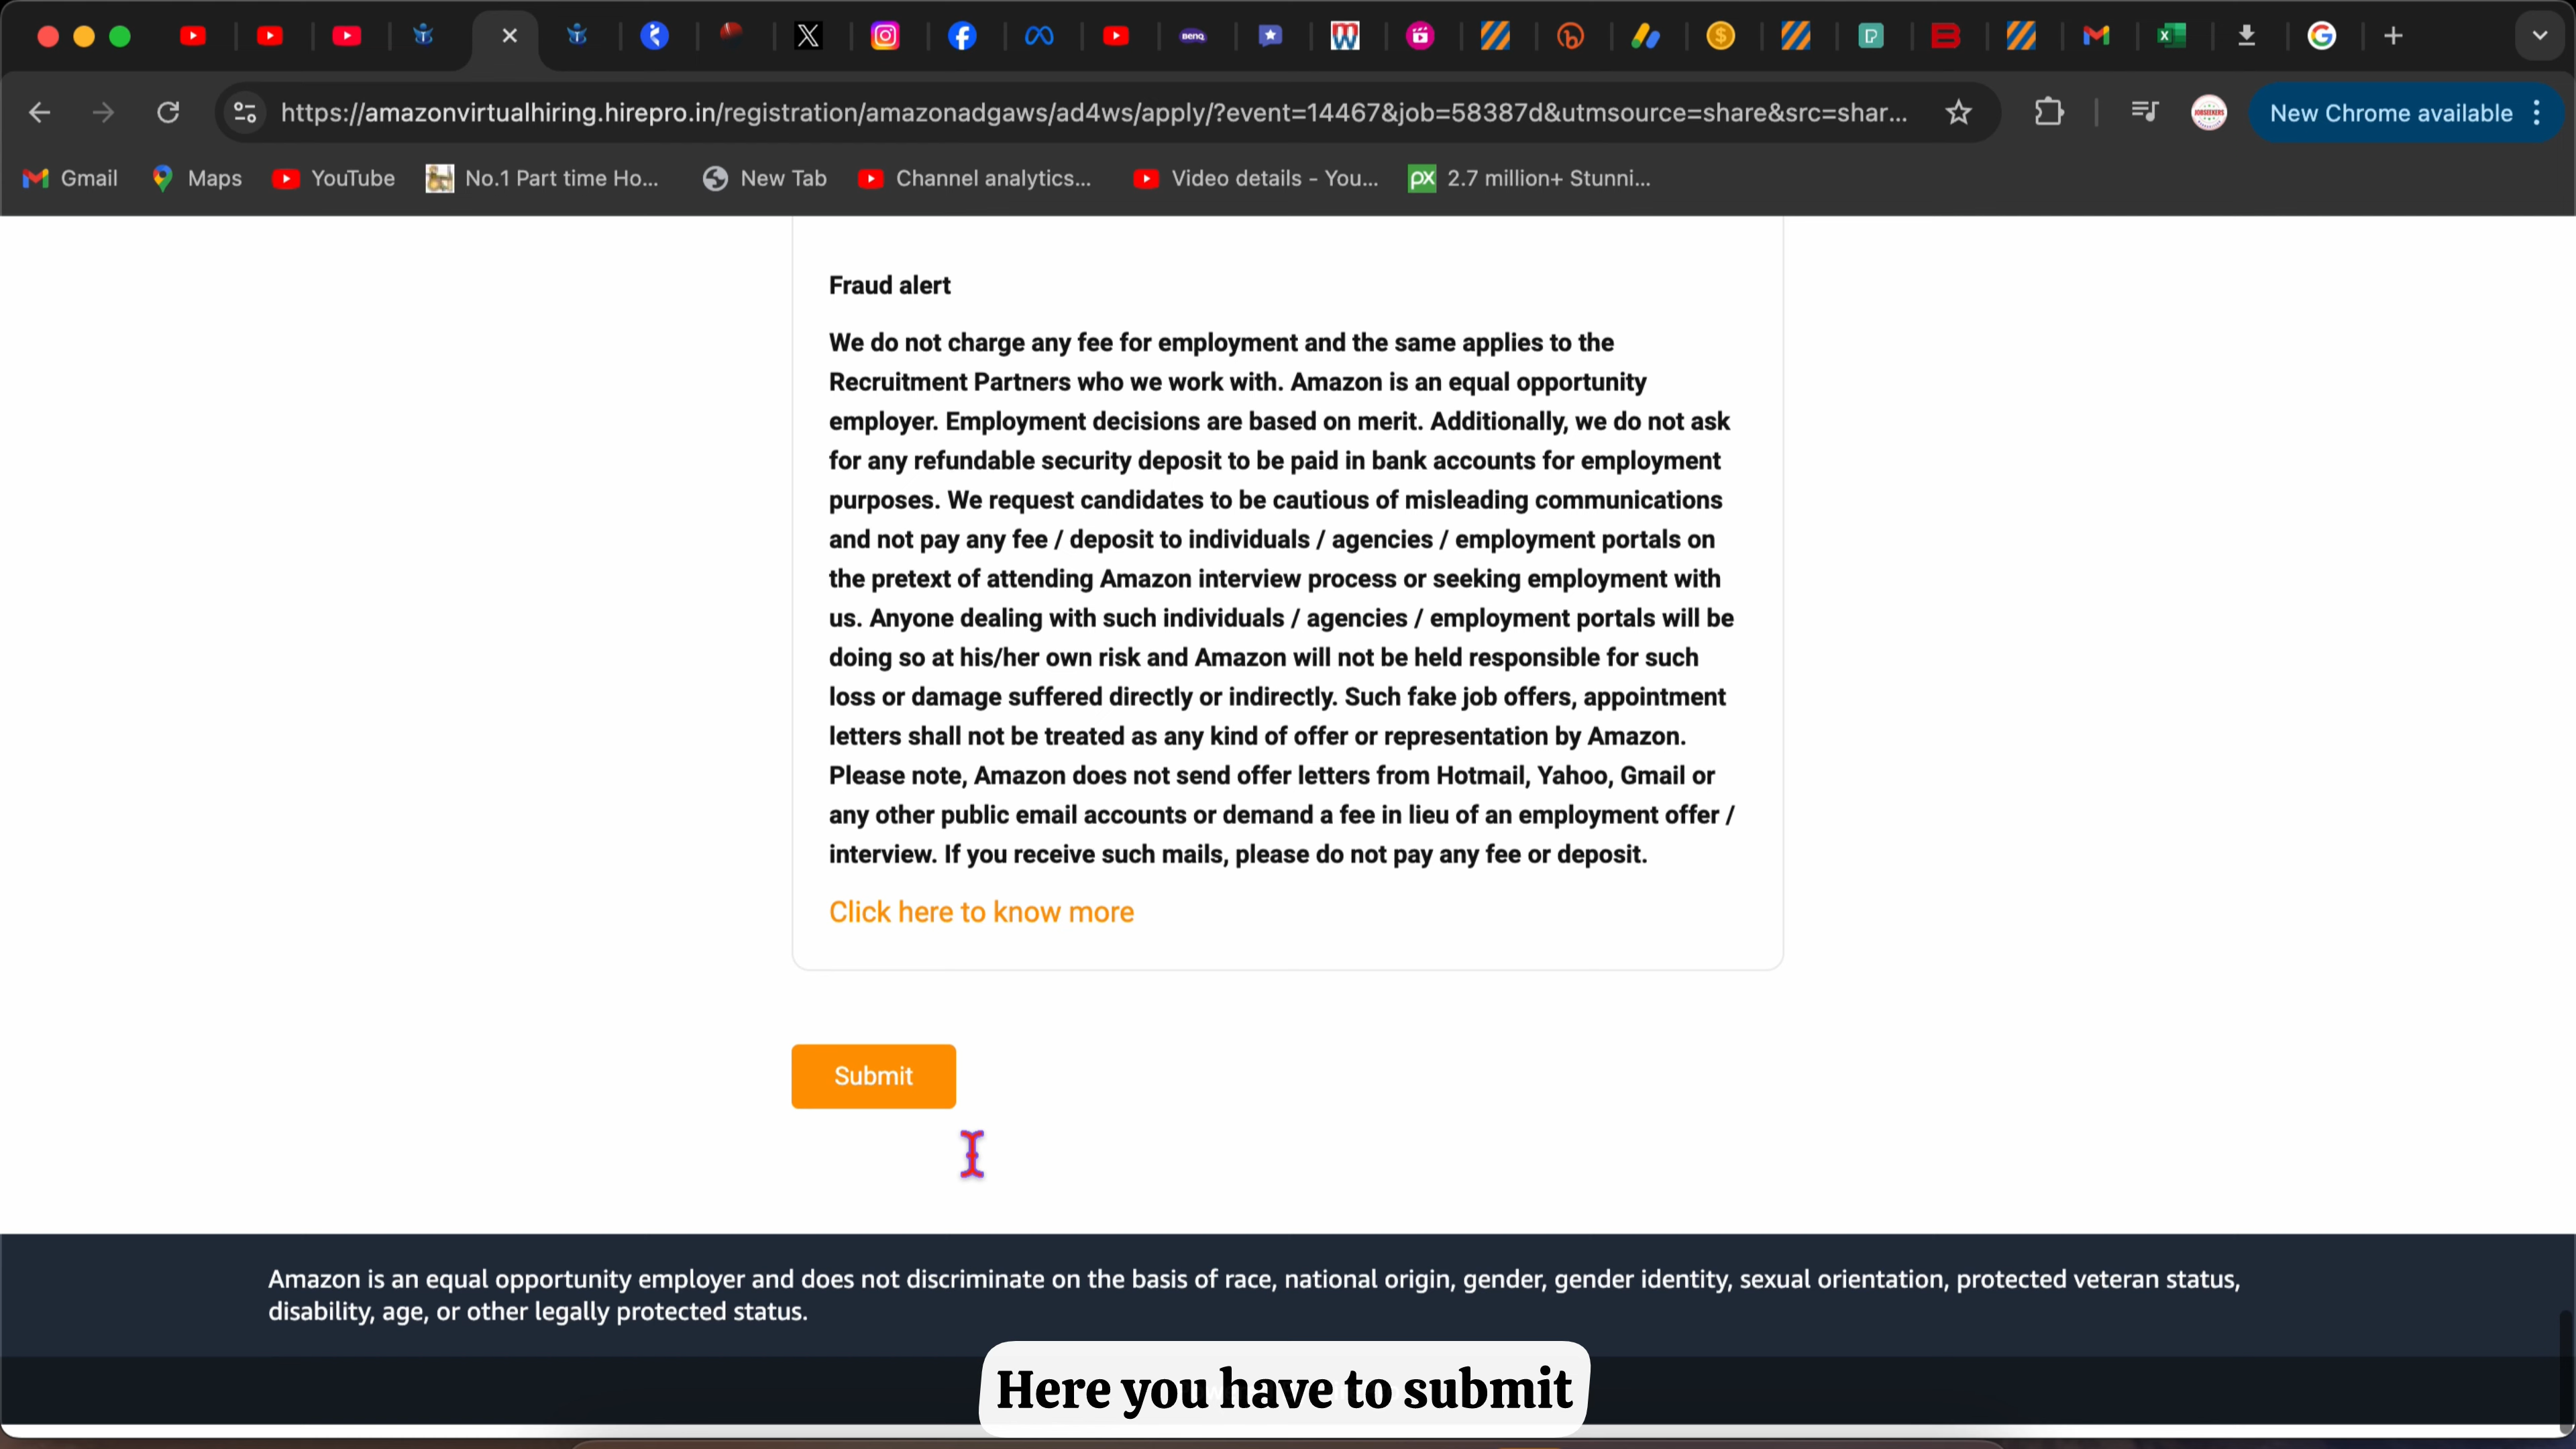 https://amazonvirtualhiring.hirepro.in/registration/amazonadgaws/ad4ws/apply/?event=14467&job=58387d&utmsource=share&src=shar...
New Chrome available
Gmail
Maps
YouTube
No.1 Part time Ho...
New Tab
Channel analytics...
Video details - You...
2.7 million+ Stunni...
Fraud alert
We do not charge any fee for employment and the same applies to the
Recruitment Partners who we work with. Amazon is an equal opportunity
employer. Employment decisions are based on merit. Additionally, we do not ask
for any refundable security deposit to be paid in bank accounts for employment
purposes. We request candidates to be cautious of misleading communications
and not pay any fee / deposit to individuals / agencies / employment portals on
the pretext of attending Amazon interview process or seeking employment with
us. Anyone dealing with such individuals / agencies / employment portals will be
doing so at his/her own risk and Amazon will not be held responsible for such
loss or damage suffered directly or indirectly. Such fake job offers, appointment
letters shall not be treated as any kind of offer or representation by Amazon.
Please note, Amazon does not send offer letters from Hotmail, Yahoo, Gmail or
any other public email accounts or demand a fee in lieu of an employment offer /
interview. If you receive such mails, please do not pay any fee or deposit.
Click here to know more
Submit
Amazon is an equal opportunity employer and does not discriminate on the basis of race, national origin, gender, gender identity, sexual orientation, protected veteran status,
disability, age, or other legally protected status.
Here you have to submit